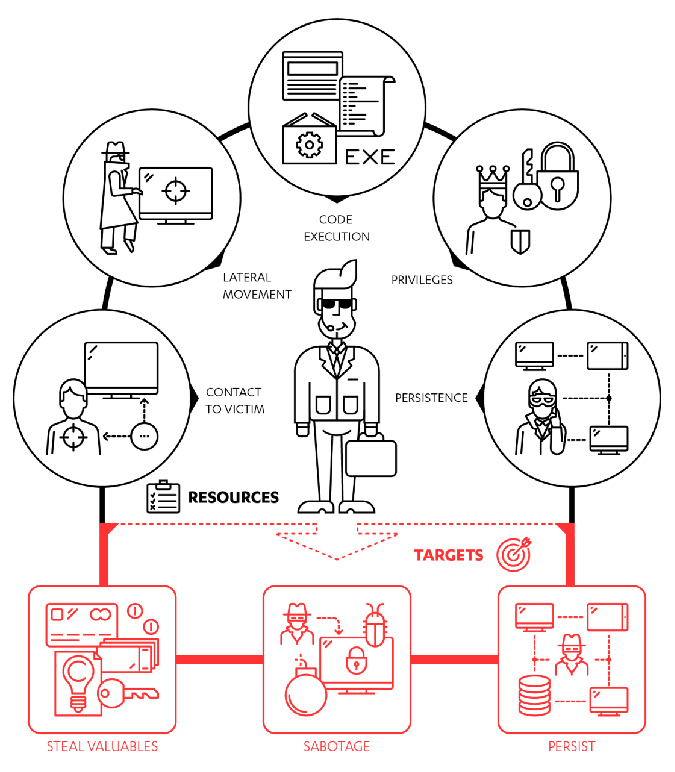 EXE
CODE
EXECUTION
LATERAL
MOVEMENT
PRIVILEGES
CONTACT
TO VICTIM
PERSISTENCE
RESOURCES
TARGETS
STEAL VALUABLES
SABOTAGE
PERSIST